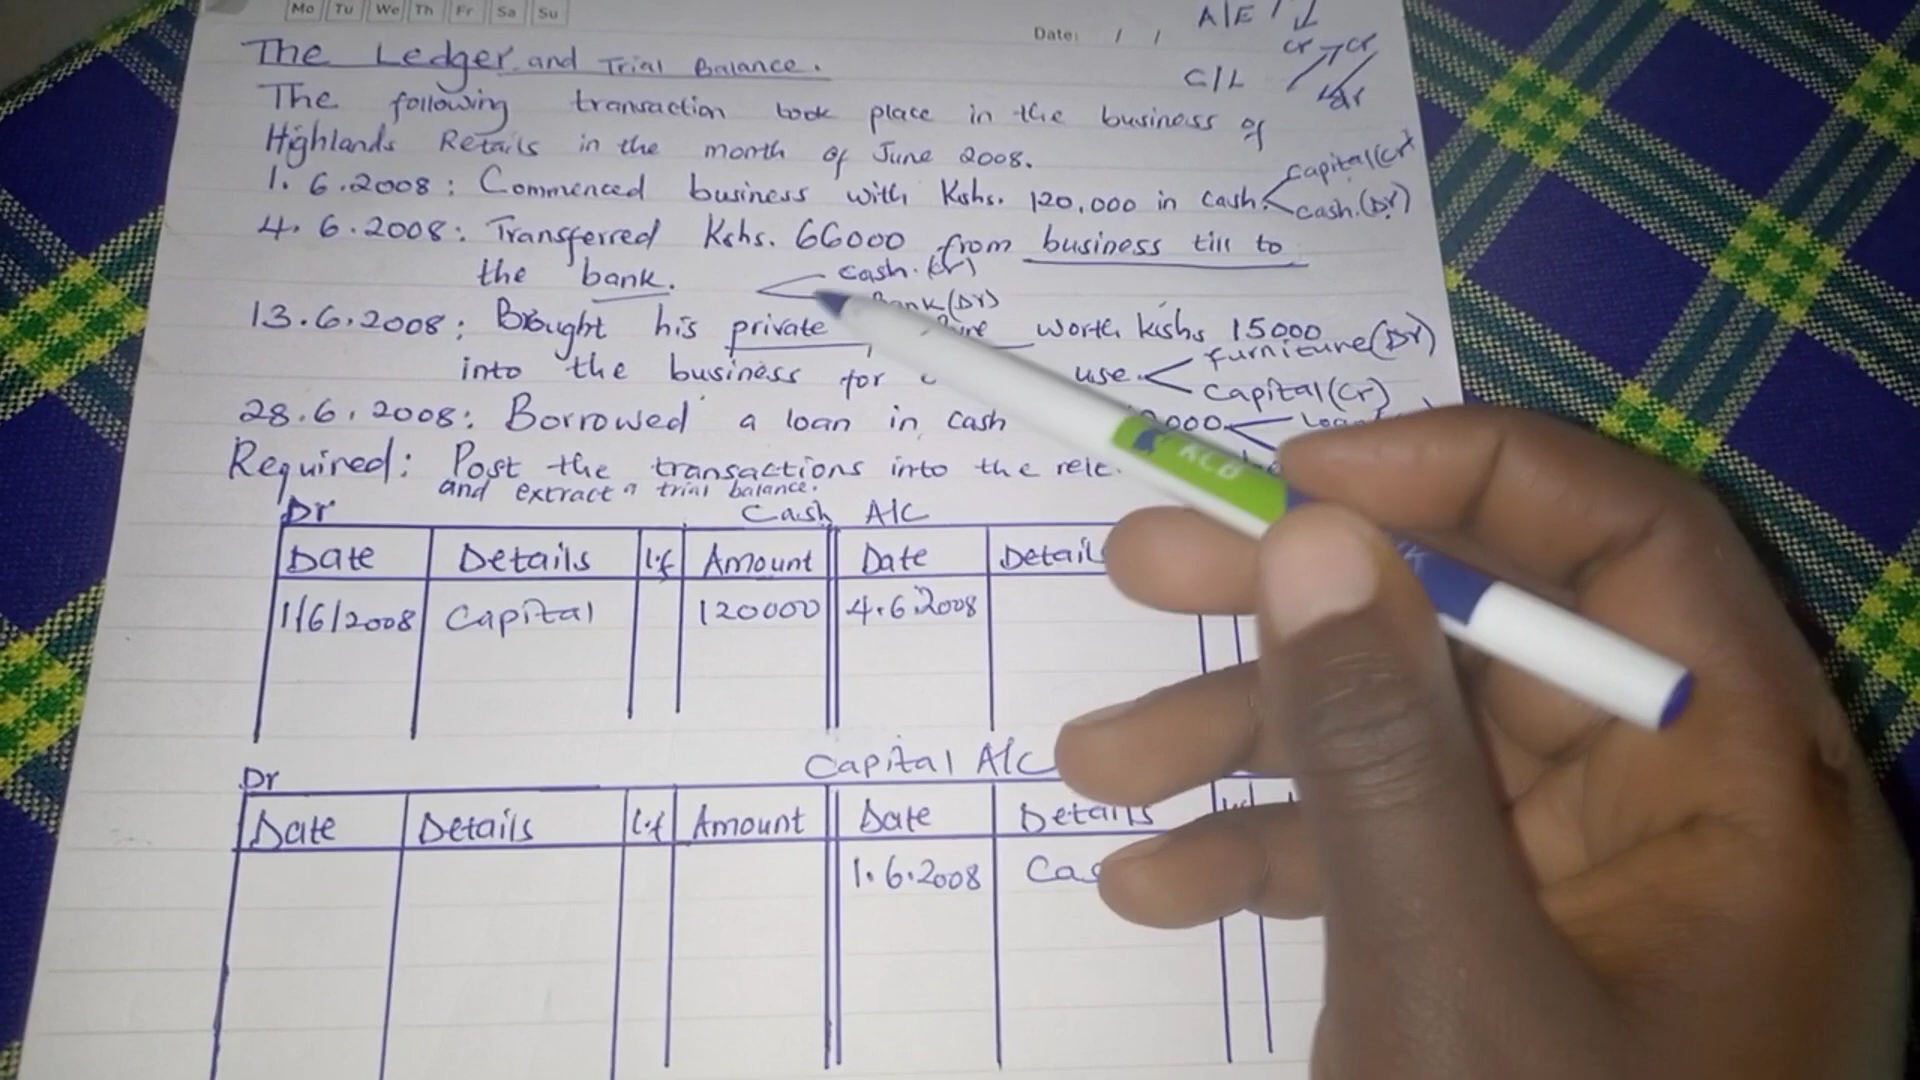 Mo Tu We Th Fr Sa Su
Date: / /
A/E
Cr Cr
C/L
The Ledger and Trial Balance.
The following transaction took place in the business of
Highlands Retails in the month of June 2008.
1. 6.2008: Commenced business with Kshs. 120,000 in cash. Capital(Cr)
cash.(Dr)
4. 6.2008: Transferred Kshs. 66000 from business till to
the bank. cash.(Cr)
(Dr)
13.6.2008: Brought his private worth kshs 15000
into the business for use furniture(Dr)
Capital(Cr)
28.6.2008: Borrowed a loan in cash
Required: Post the transactions into the
and extract a trial balance.
Dr Cash A/C
Date Details l.f Amount Date
1/6/2008 Capital 120000 4.6.2008
Dr Capital A/C
Date Details l.f Amount Date Details
1.6.2008